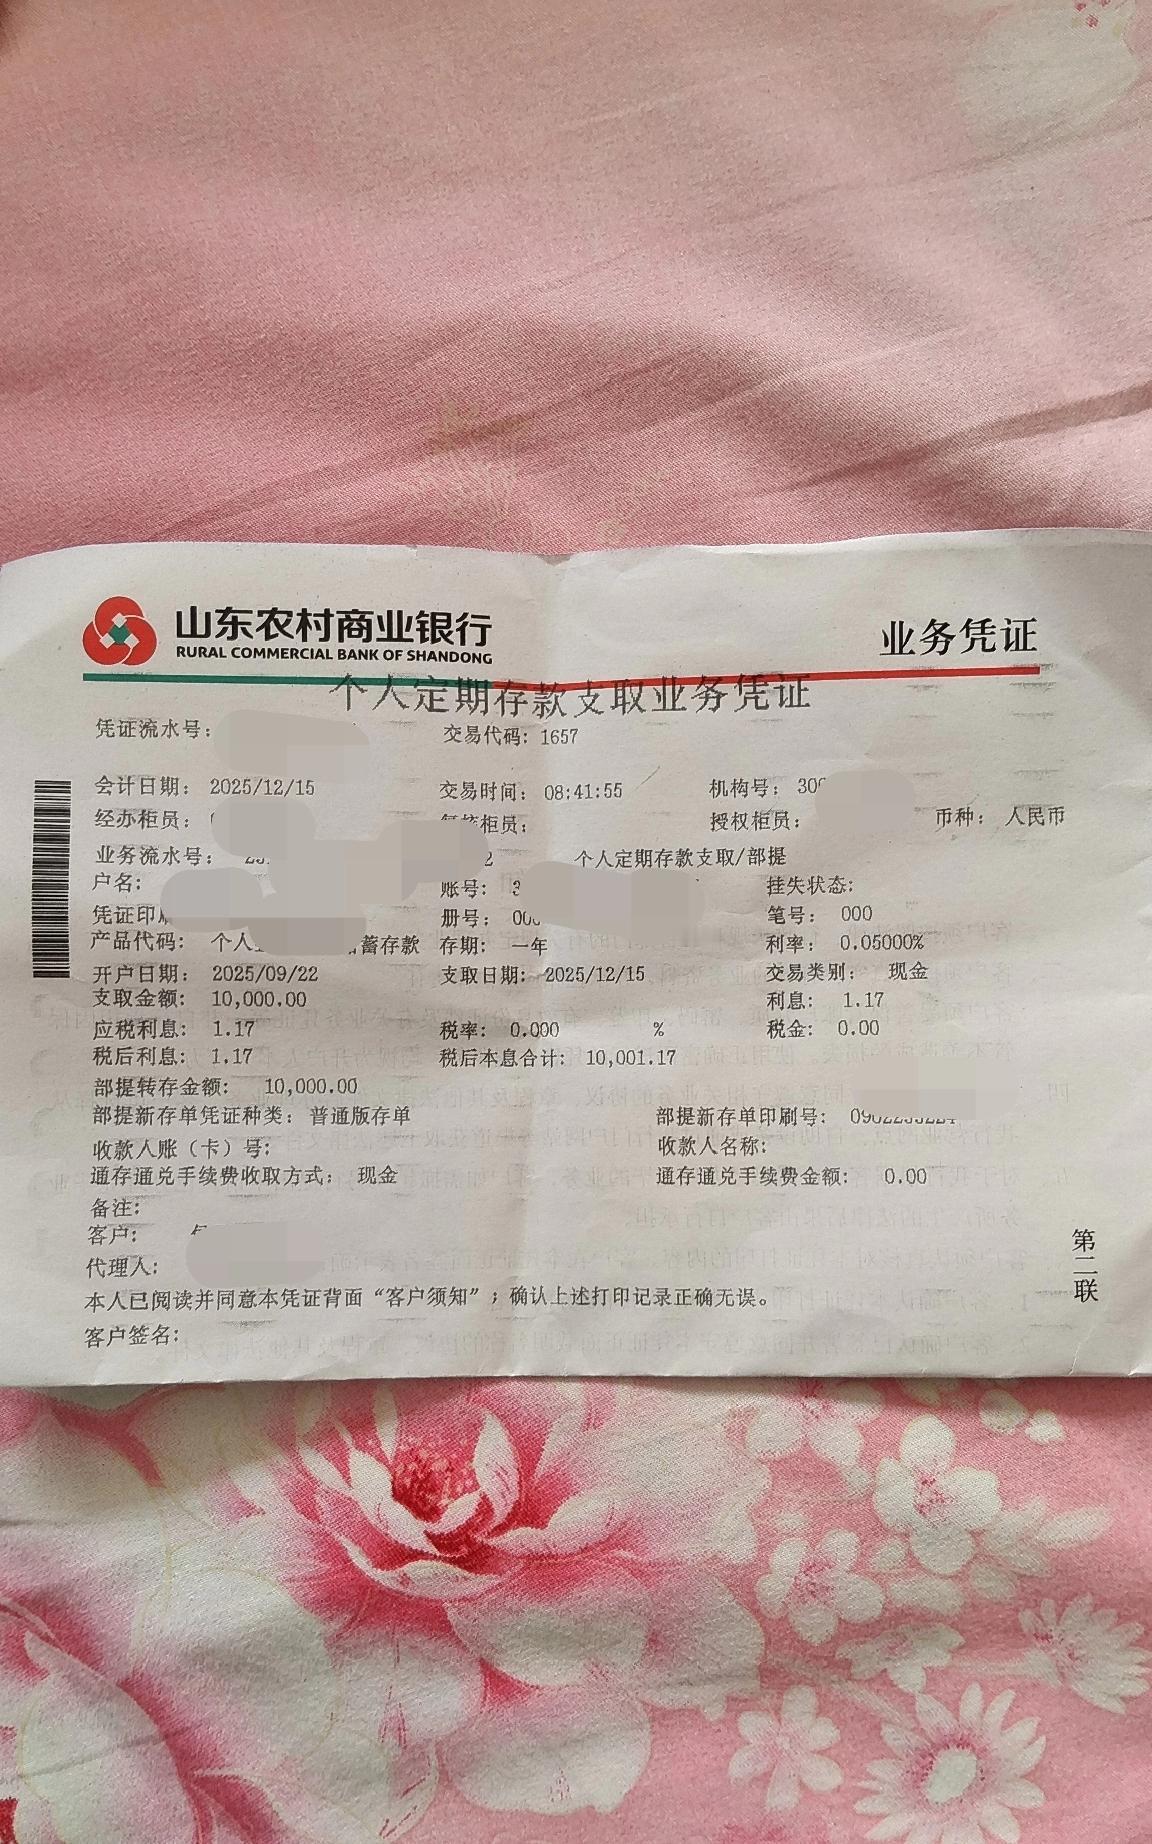 山东农村商业银行
RURAL COMMERCIAL BANK OF SHANDONG
业务凭证
个人定期存款支取业务凭证
凭证流水号: 交易代码: 1657
会计日期: 2025/12/15 交易时间: 08:41:55 机构号: 300
经办柜员: 复核柜员: 授权柜员: 币种: 人民币
业务流水号: 2 个人定期存款支取/部提
户名: 账号: 3 挂失状态:
凭证印 册号: 000 笔号: 000
产品代码: 个人 蓄存款 存期: 一年 利率: 0.05000%
开户日期: 2025/09/22 支取日期: 2025/12/15 交易类别: 现金
支取金额: 10,000.00 利息: 1.17
应税利息: 1.17 税率: 0.000 % 税金: 0.00
税后利息: 1.17 税后本息合计: 10,001.17
部提转存金额: 10,000.00
部提新存单凭证种类: 普通版存单 部提新存单印刷号:
收款人账（卡）号: 收款人名称:
通存通兑手续费收取方式: 现金 通存通兑手续费金额: 0.00
备注:
客户:
代理人:
本人已阅读并同意本凭证背面“客户须知”;确认上述打印记录正确无误。
客户签名:
第二联